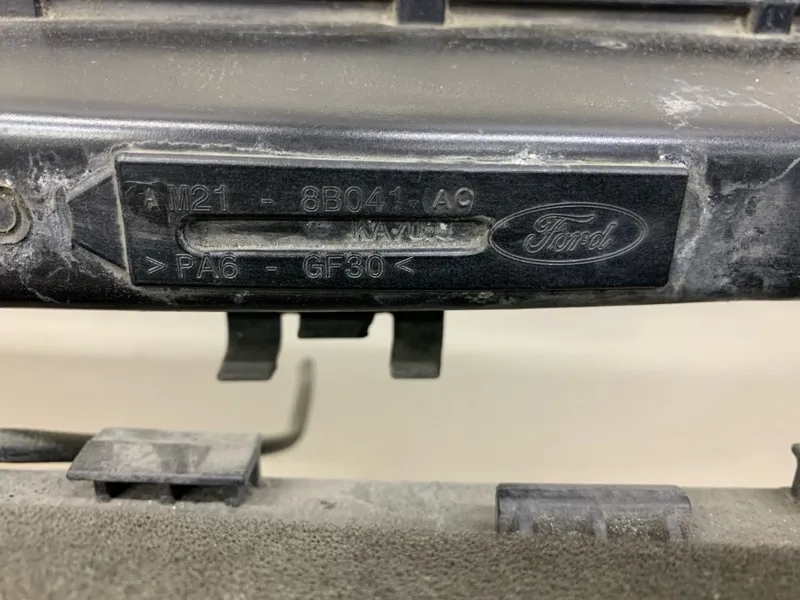 AM21 - 8B041-AC
Ford
>PA6 - GF30<